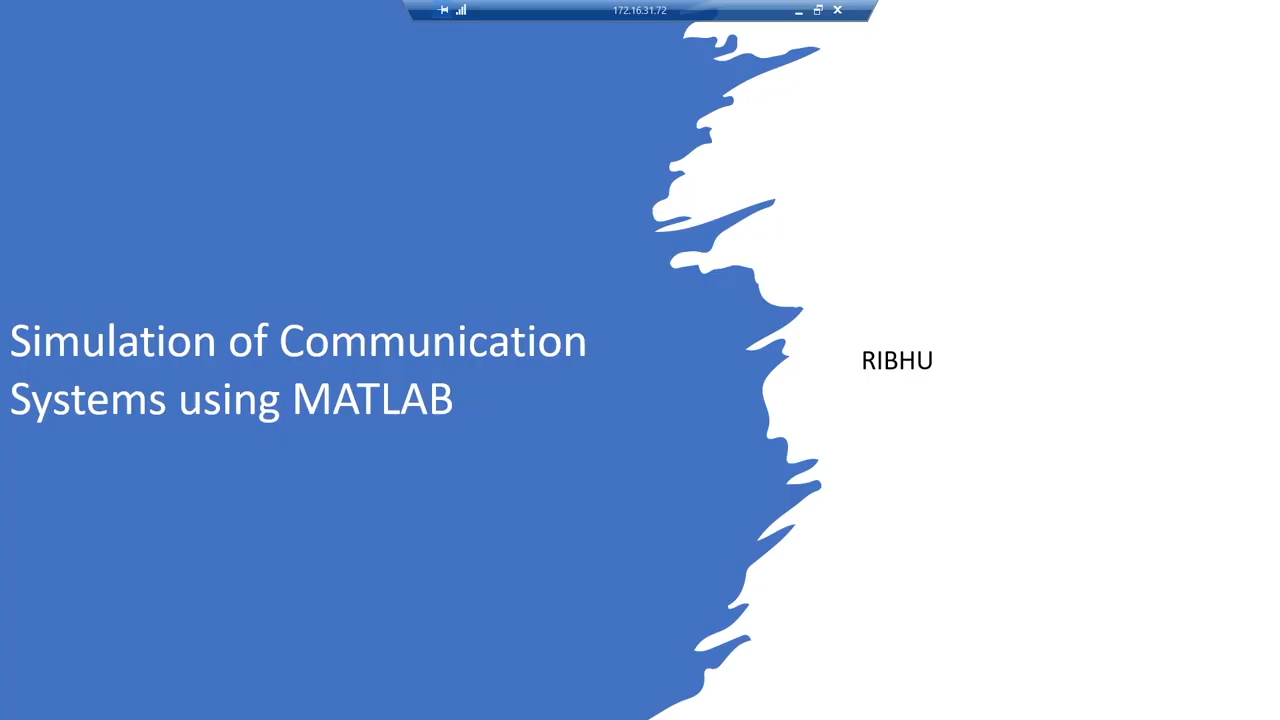 172.16.31.72
Simulation of Communication
Systems using MATLAB
RIBHU